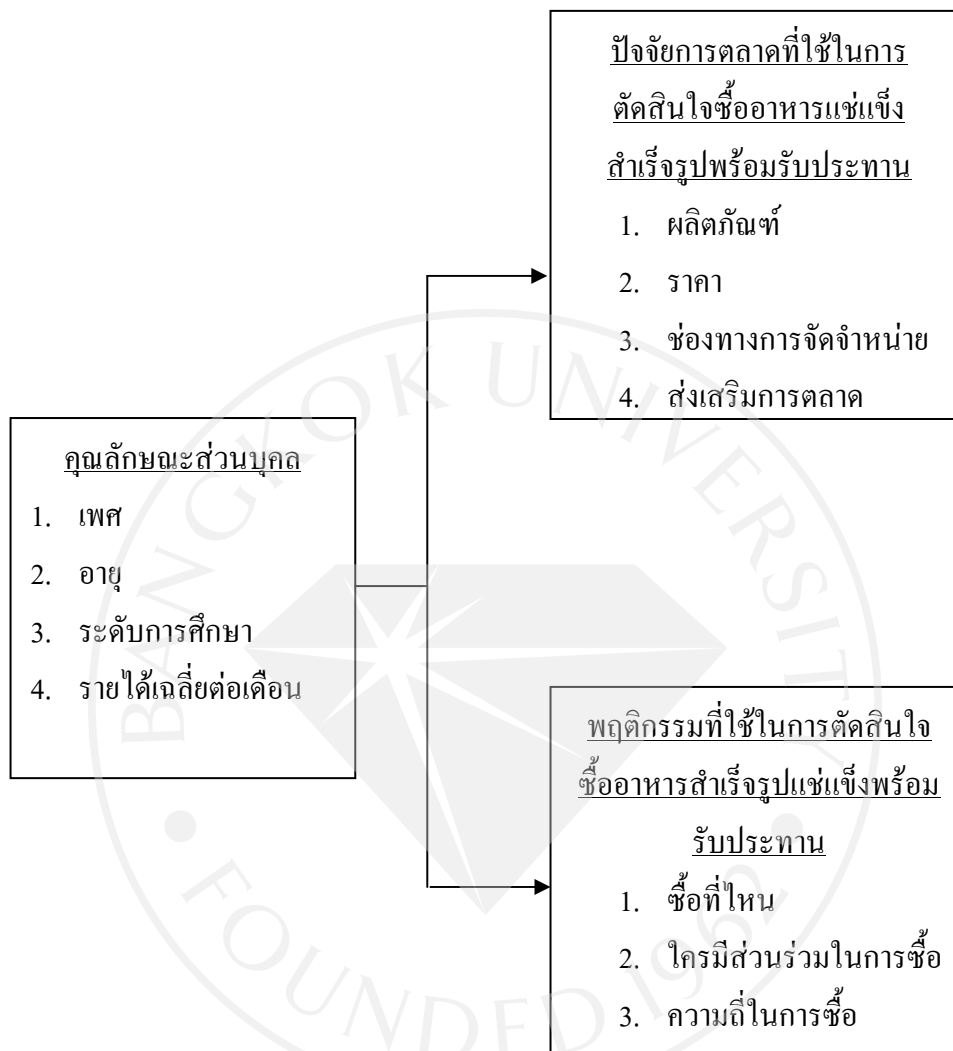 ปัจจัยการตลาดที่ใช้ในการ
ตัดสินใจซื้ออาหารแช่แข็ง
สำเร็จรูปพร้อมรับประทาน
1. ผลิตภัณฑ์
2. ราคา
3. ช่องทางการจัดจำหน่าย
4. ส่งเสริมการตลาด
คุณลักษณะส่วนบุคล
1. เพศ
2. อายุ
3. ระดับการศึกษา
4. รายได้เฉลี่ยต่อเดือน
พฤติกรรมที่ใช้ในการตัดสินใจ
ซื้ออาหารสำเร็จรูปแช่แข็งพร้อม
รับประทาน
1. ซื้อที่ไหน
2. ใครมีส่วนร่วมในการซื้อ
3. ความถี่ในการซื้อ
BANGKOK UNIVERSITY
FOUNDED 1962